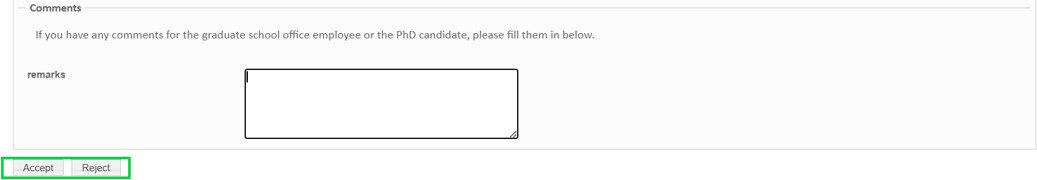 Comments
If you have any comments for the graduate school office employee or the PhD candidate, please fill them in below.
remarks
Accept Reject